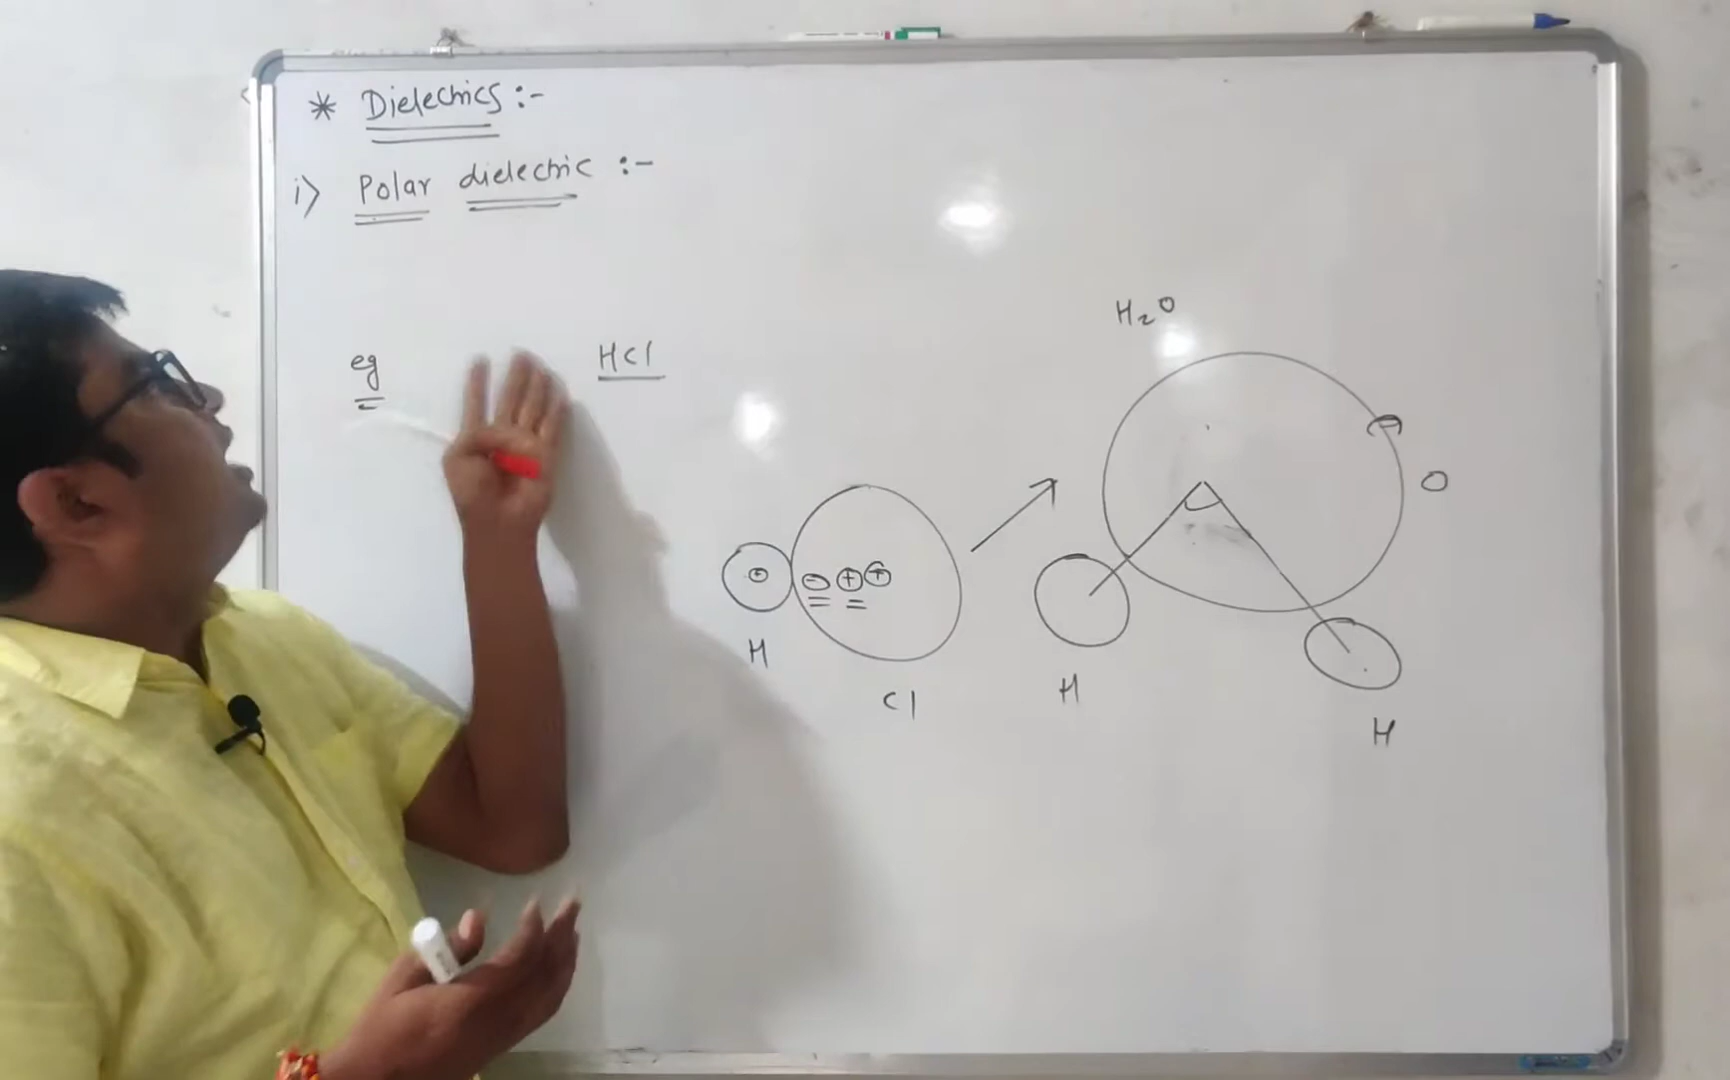 * Dielectrics :-
i) Polar dielectric :-
H₂O
eg HCl
O
H
Cl
H
H